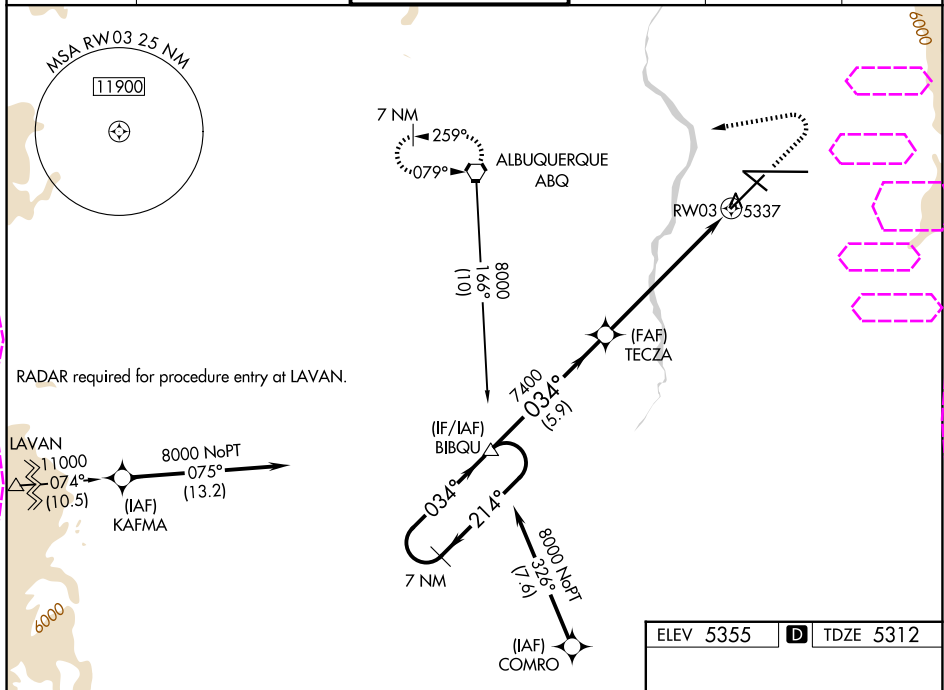 MSA RW03 25 NM
11900
6000
7 NM
259°
079°
ALBUQUERQUE
ABQ
RW03
5337
8000
166°
(10)
(FAF)
TECZA
RADAR required for procedure entry at LAVAN.
7400
034°
(5.9)
(IF/IAF)
BIBQU
LAVAN
11000
074°
(10.5)
8000 NoPT
075°
(13.2)
(IAF)
KAFMA
034°
214°
7 NM
8000 NoPT
326°
(7.6)
6000
(IAF)
COMRO
ELEV 5355 D TDZE 5312